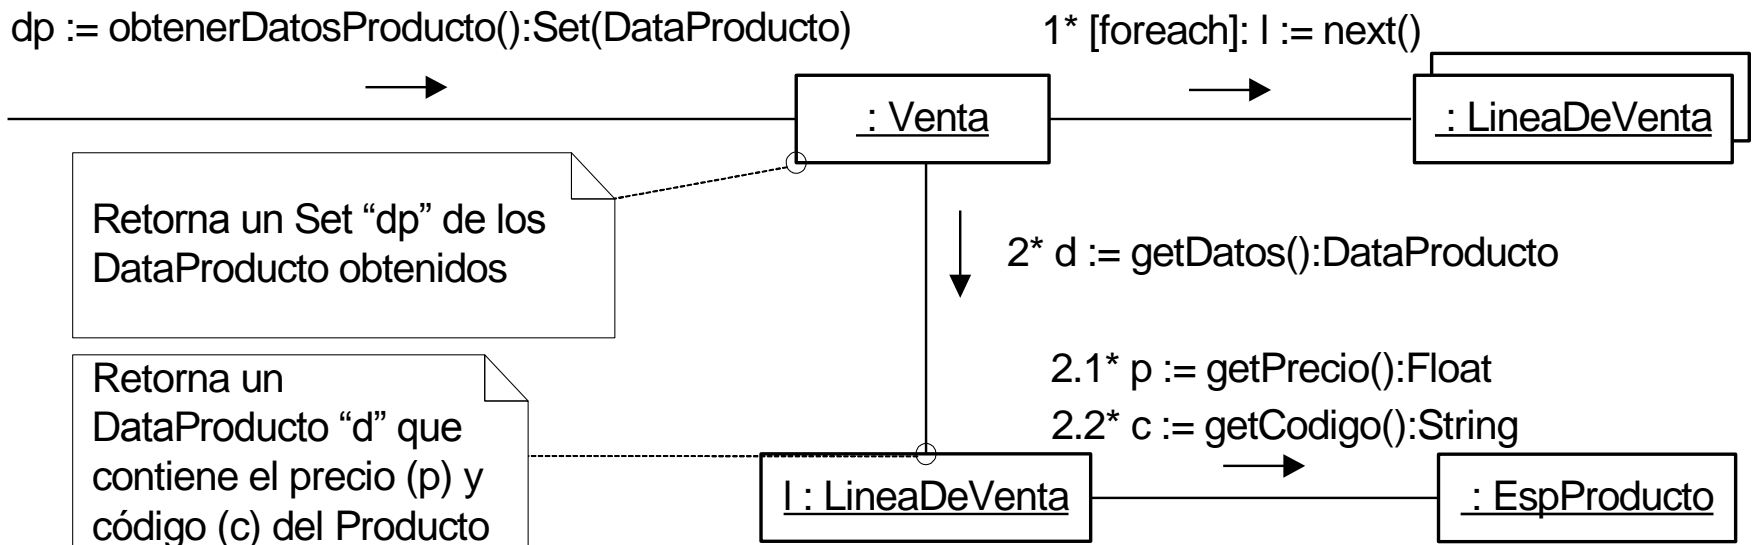 dp := obtenerDatosProducto():Set(DataProducto)
1* [foreach]: l := next()
: Venta
: LineaDeVenta
Retorna un Set “dp” de los
DataProducto obtenidos
2* d := getDatos():DataProducto
Retorna un
DataProducto “d” que
contiene el precio (p) y
código (c) del Producto
2.1* p := getPrecio():Float
2.2* c := getCodigo():String
l : LineaDeVenta
: EspProducto